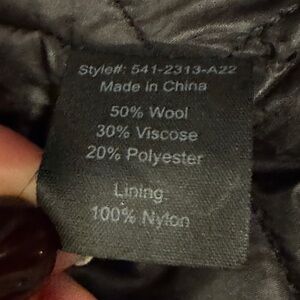 Style#: 541-2313-A22
Made in China
50% Wool
30% Viscose
20% Polyester
Lining:
100% Nylon